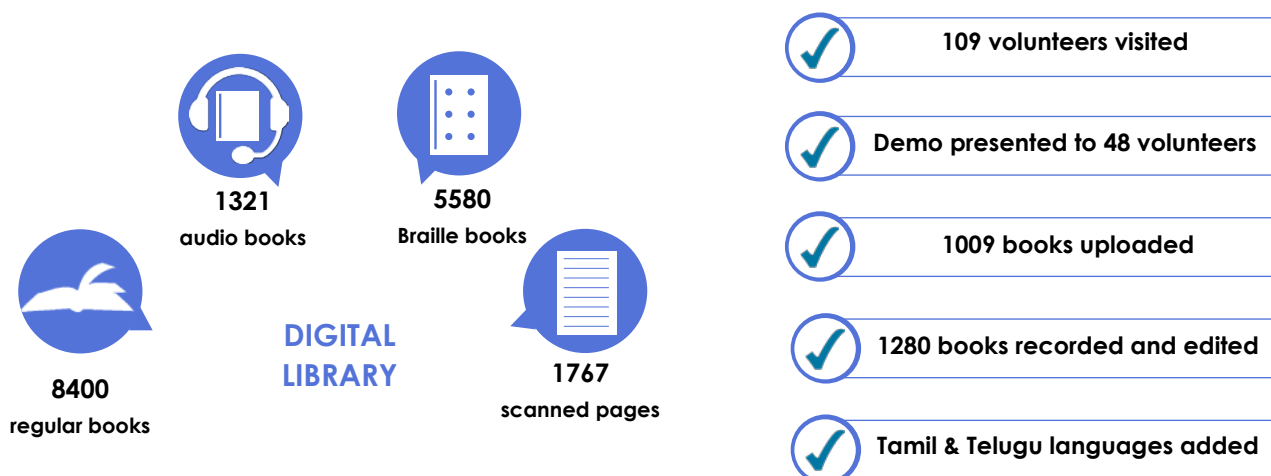 1321
audio books
5580
Braille books
8400
regular books
DIGITAL
LIBRARY
1767
scanned pages
109 volunteers visited
Demo presented to 48 volunteers
1009 books uploaded
1280 books recorded and edited
Tamil & Telugu languages added